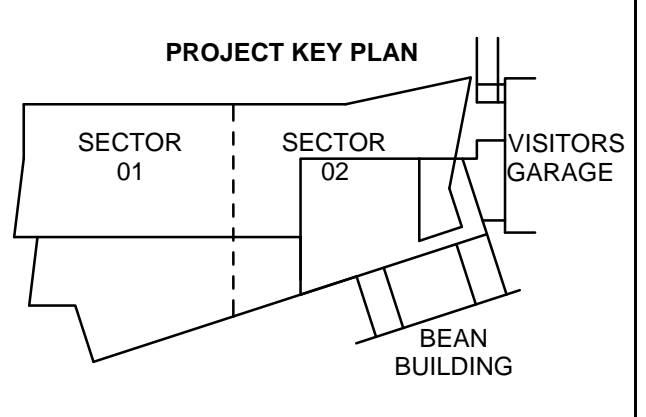 PROJECT KEY PLAN
SECTOR
01
SECTOR
02
VISITORS
GARAGE
BEAN
BUILDING